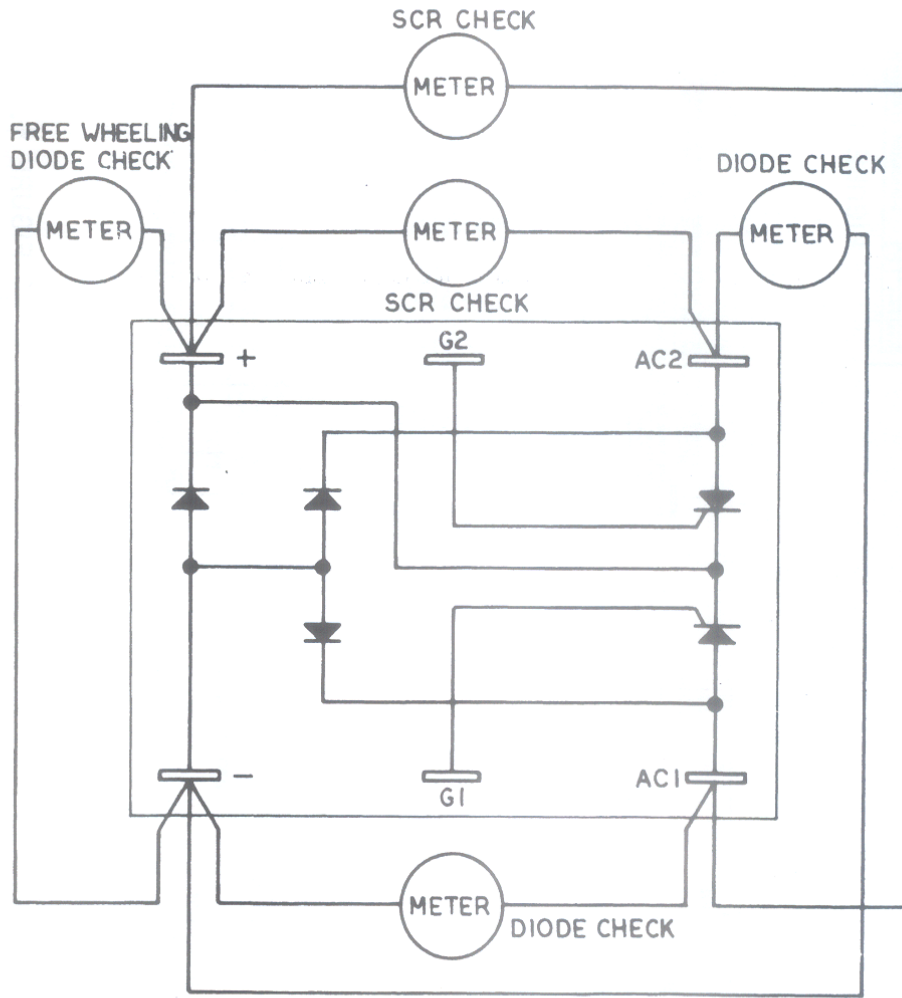 SCR CHECK
METER
FREE WHEELING
DIODE CHECK
DIODE CHECK
METER
METER
METER
SCR CHECK
+
G2
AC2
−
G1
AC1
METER
DIODE CHECK